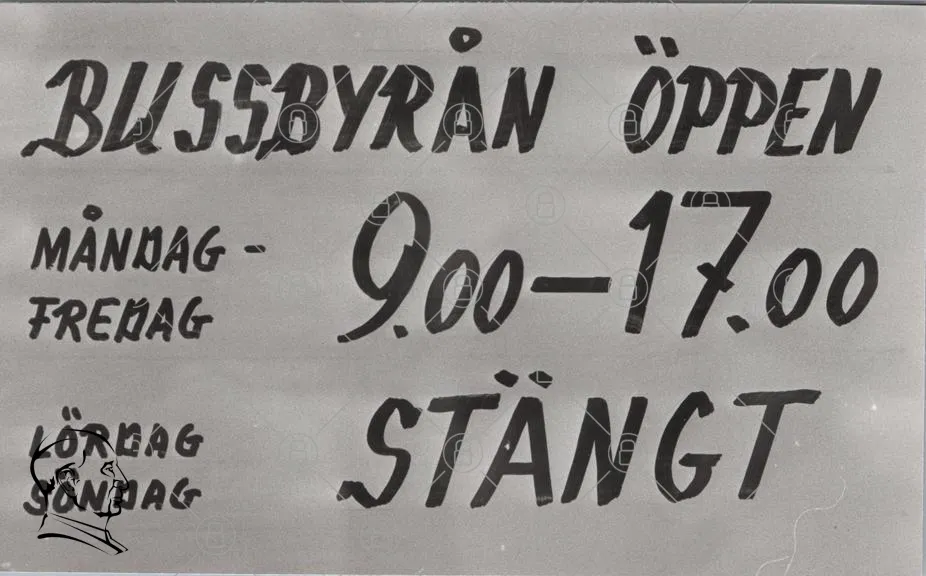 BUSSBYRÅN ÖPPEN
MÅNDAG -
FREDAG
9.00–17.00
LÖRDAG
SÖNDAG
STÄNGT